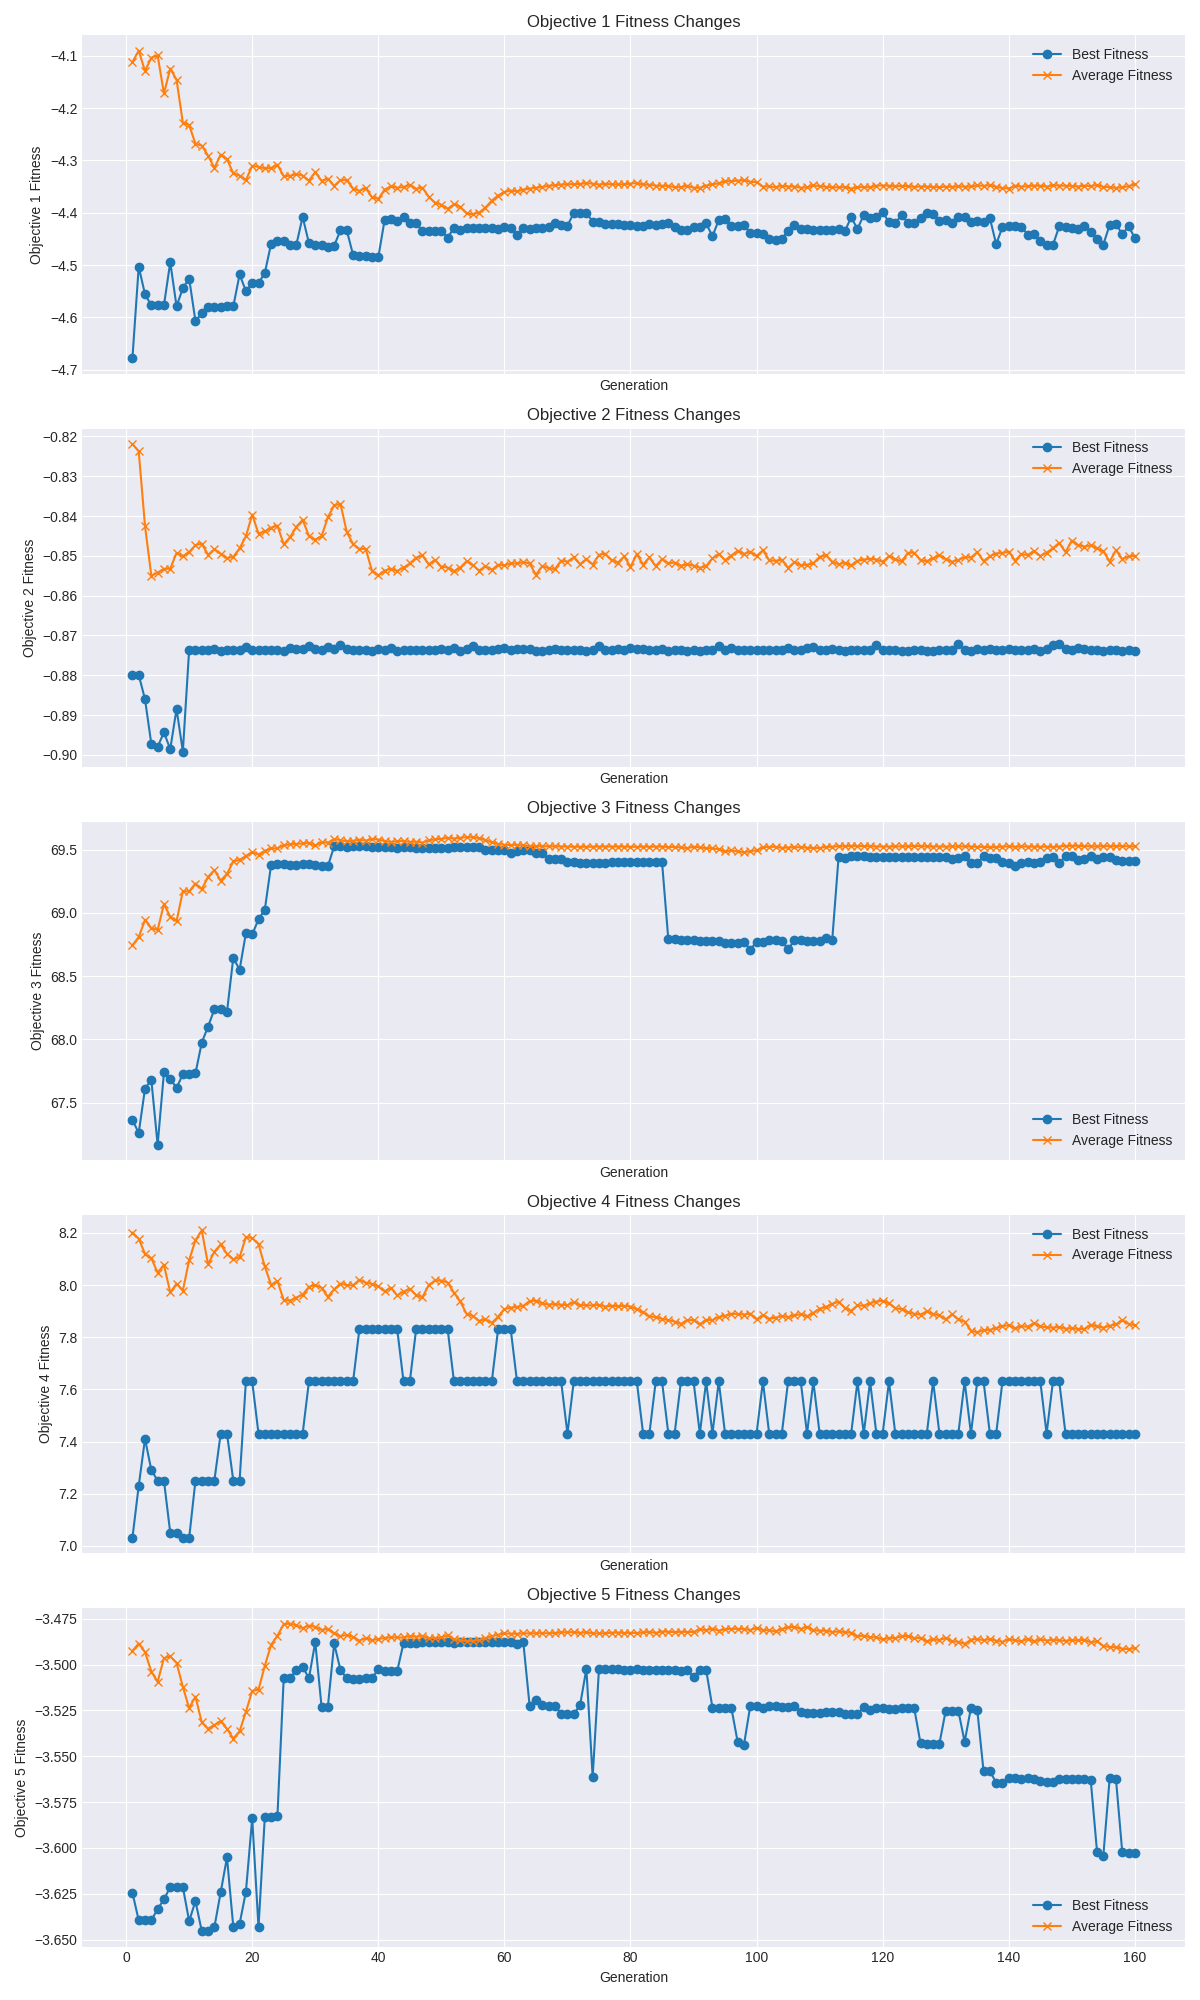 Objective 1 Fitness Changes
Best Fitness
Average Fitness
Objective 1 Fitness
−4.1
−4.2
−4.3
−4.4
−4.5
−4.6
−4.7
Generation
Objective 2 Fitness Changes
Best Fitness
Average Fitness
Objective 2 Fitness
−0.82
−0.83
−0.84
−0.85
−0.86
−0.87
−0.88
−0.89
−0.90
Generation
Objective 3 Fitness Changes
Objective 3 Fitness
69.5
69.0
68.5
68.0
67.5
Best Fitness
Average Fitness
Generation
Objective 4 Fitness Changes
Best Fitness
Average Fitness
Objective 4 Fitness
8.2
8.0
7.8
7.6
7.4
7.2
7.0
Generation
Objective 5 Fitness Changes
Objective 5 Fitness
−3.475
−3.500
−3.525
−3.550
−3.575
−3.600
−3.625
−3.650
Best Fitness
Average Fitness
0 20 40 60 80 100 120 140 160
Generation